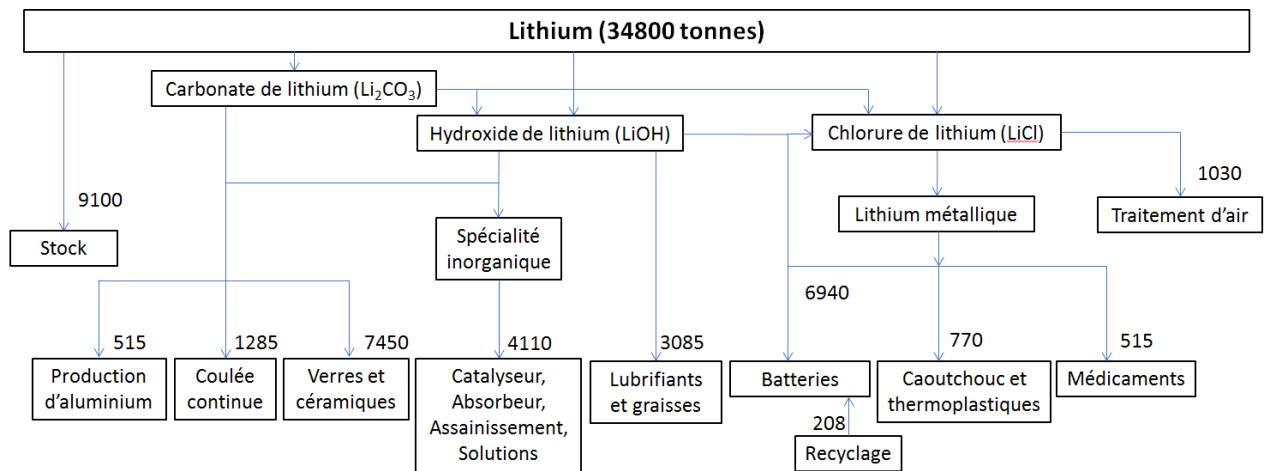 Lithium (34800 tonnes)
Carbonate de lithium (Li₂CO₃)
Hydroxide de lithium (LiOH)
Chlorure de lithium (LiCl)
9100
1030
Stock
Spécialité
inorganique
Lithium métallique
Traitement d'air
6940
515
1285
7450
4110
3085
770
515
Production
d'aluminium
Coulée
continue
Verres et
céramiques
Catalyseur,
Absorbeur,
Assainissement,
Solutions
Lubrifiants
et graisses
Batteries
Caoutchouc et
thermoplastiques
Médicaments
208
Recyclage